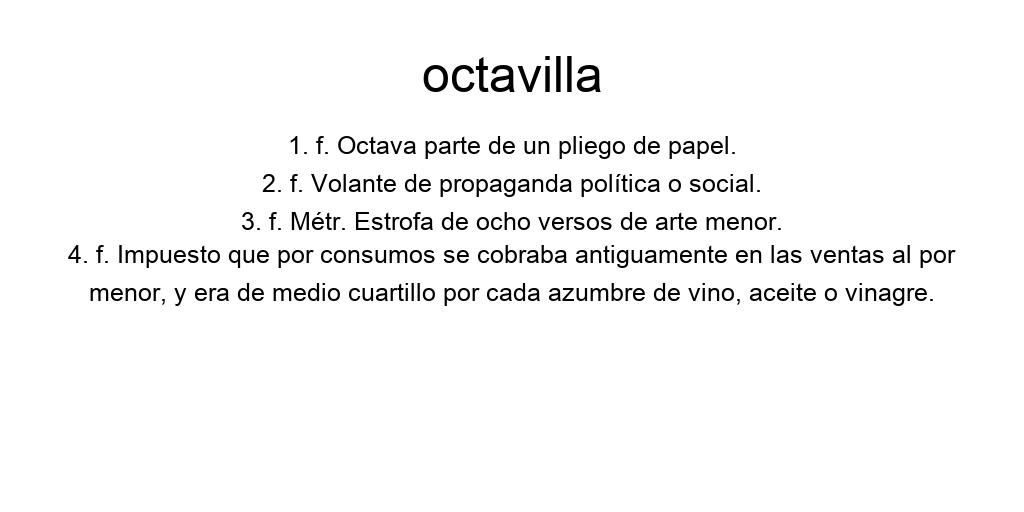 octavilla
1. f. Octava parte de un pliego de papel.
2. f. Volante de propaganda política o social.
3. f. Métr. Estrofa de ocho versos de arte menor.
4. f. Impuesto que por consumos se cobraba antiguamente en las ventas al por
menor, y era de medio cuartillo por cada azumbre de vino, aceite o vinagre.